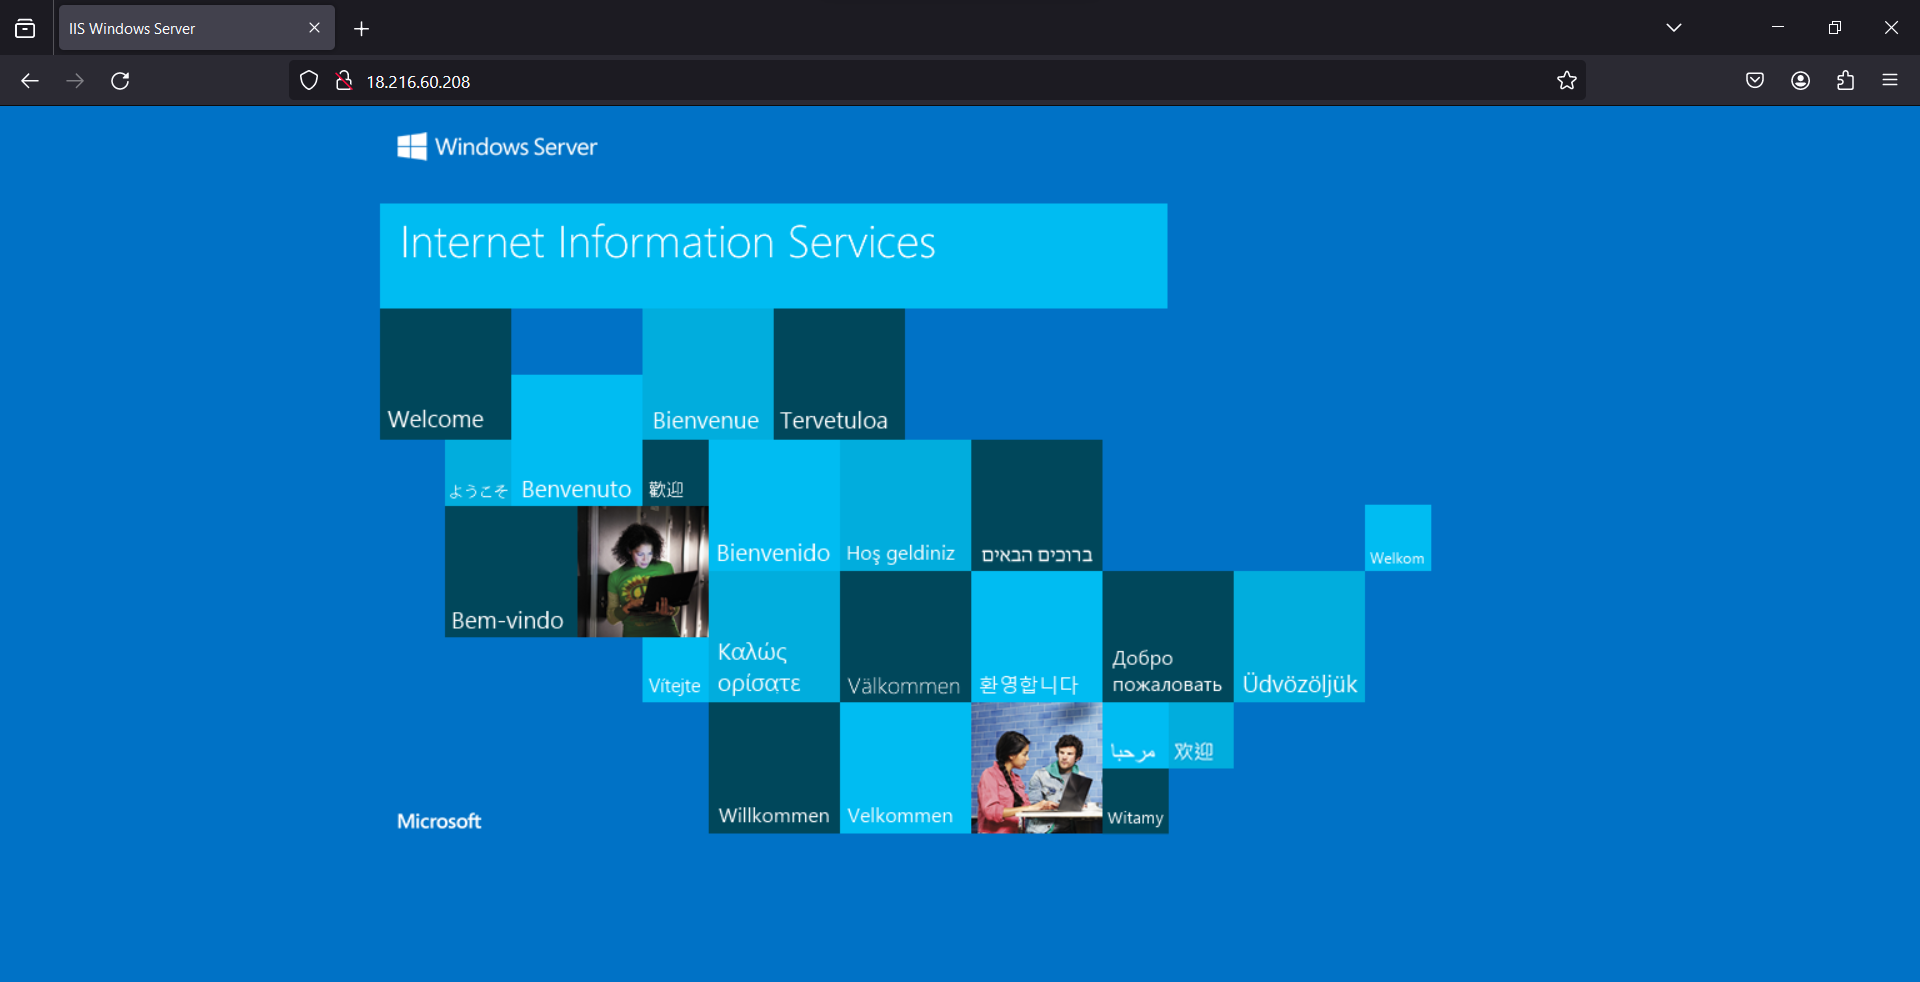 IIS Windows Server
18.216.60.208
Windows Server
Internet Information Services
Welcome
Bienvenue
Tervetuloa
ようこそ
Benvenuto
歡迎
Bienvenido
Hoş geldiniz
ברוכים הבאים
Welkom
Bem-vindo
Vítejte
Καλώς
ορίσατε
Välkommen
환영합니다
Добро
пожаловать
Üdvözöljük
مرحبا
欢迎
Willkommen
Velkommen
Witamy
Microsoft